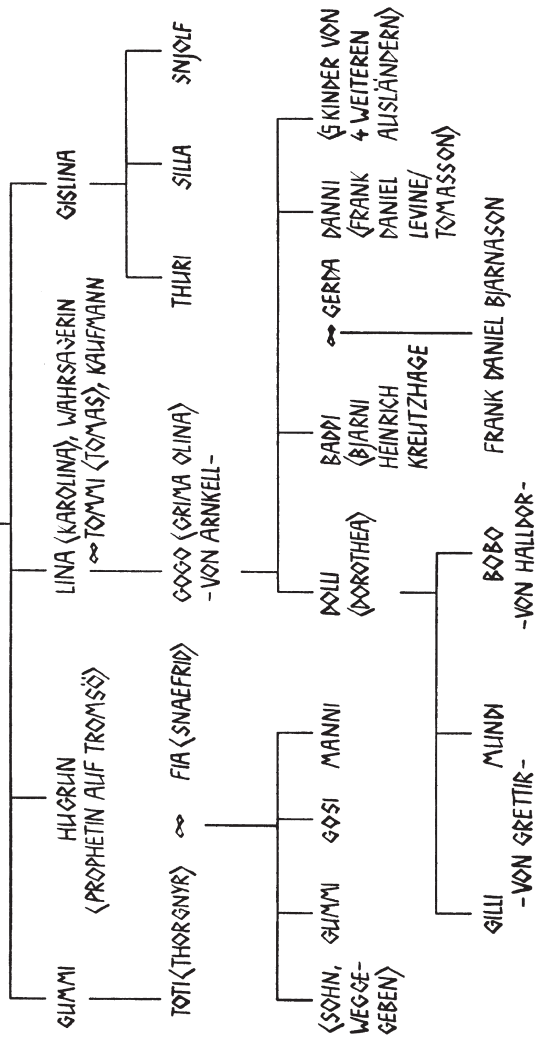 GUMMI
HUGRUN
⟨PROPHETIN AUF TROMSÖ⟩
LINA ⟨KAROLINA⟩, WAHRSAGERIN
∞ TOMMI ⟨TOMAS⟩, KAUFMANN
GISLINA
TOTI ⟨THORGNYR⟩ ∞ FIA ⟨SNAEFRID⟩
GOGO ⟨GRIMA OLINA⟩
-VON ARNKELL-
THURI
SILLA
SNJOLF
⟨SOHN,
WEGGE-
GEBEN⟩
GUMMI
GOSI
MANNI
DOLLI
⟨DOROTHEA⟩
BADDI
⟨BJARNI
HEINRICH
KREUTZHAGE
∞ GERDA
DANNI
⟨FRANK
DANIEL
LEVINE/
TOMASSON⟩
⟨5 KINDER VON
4 WEITEREN
AUSLÄNDERN⟩
GILLI
MUNDI
-VON GRETTIR-
BOBO
-VON HALLDOR-
FRANK DANIEL BJARNASON